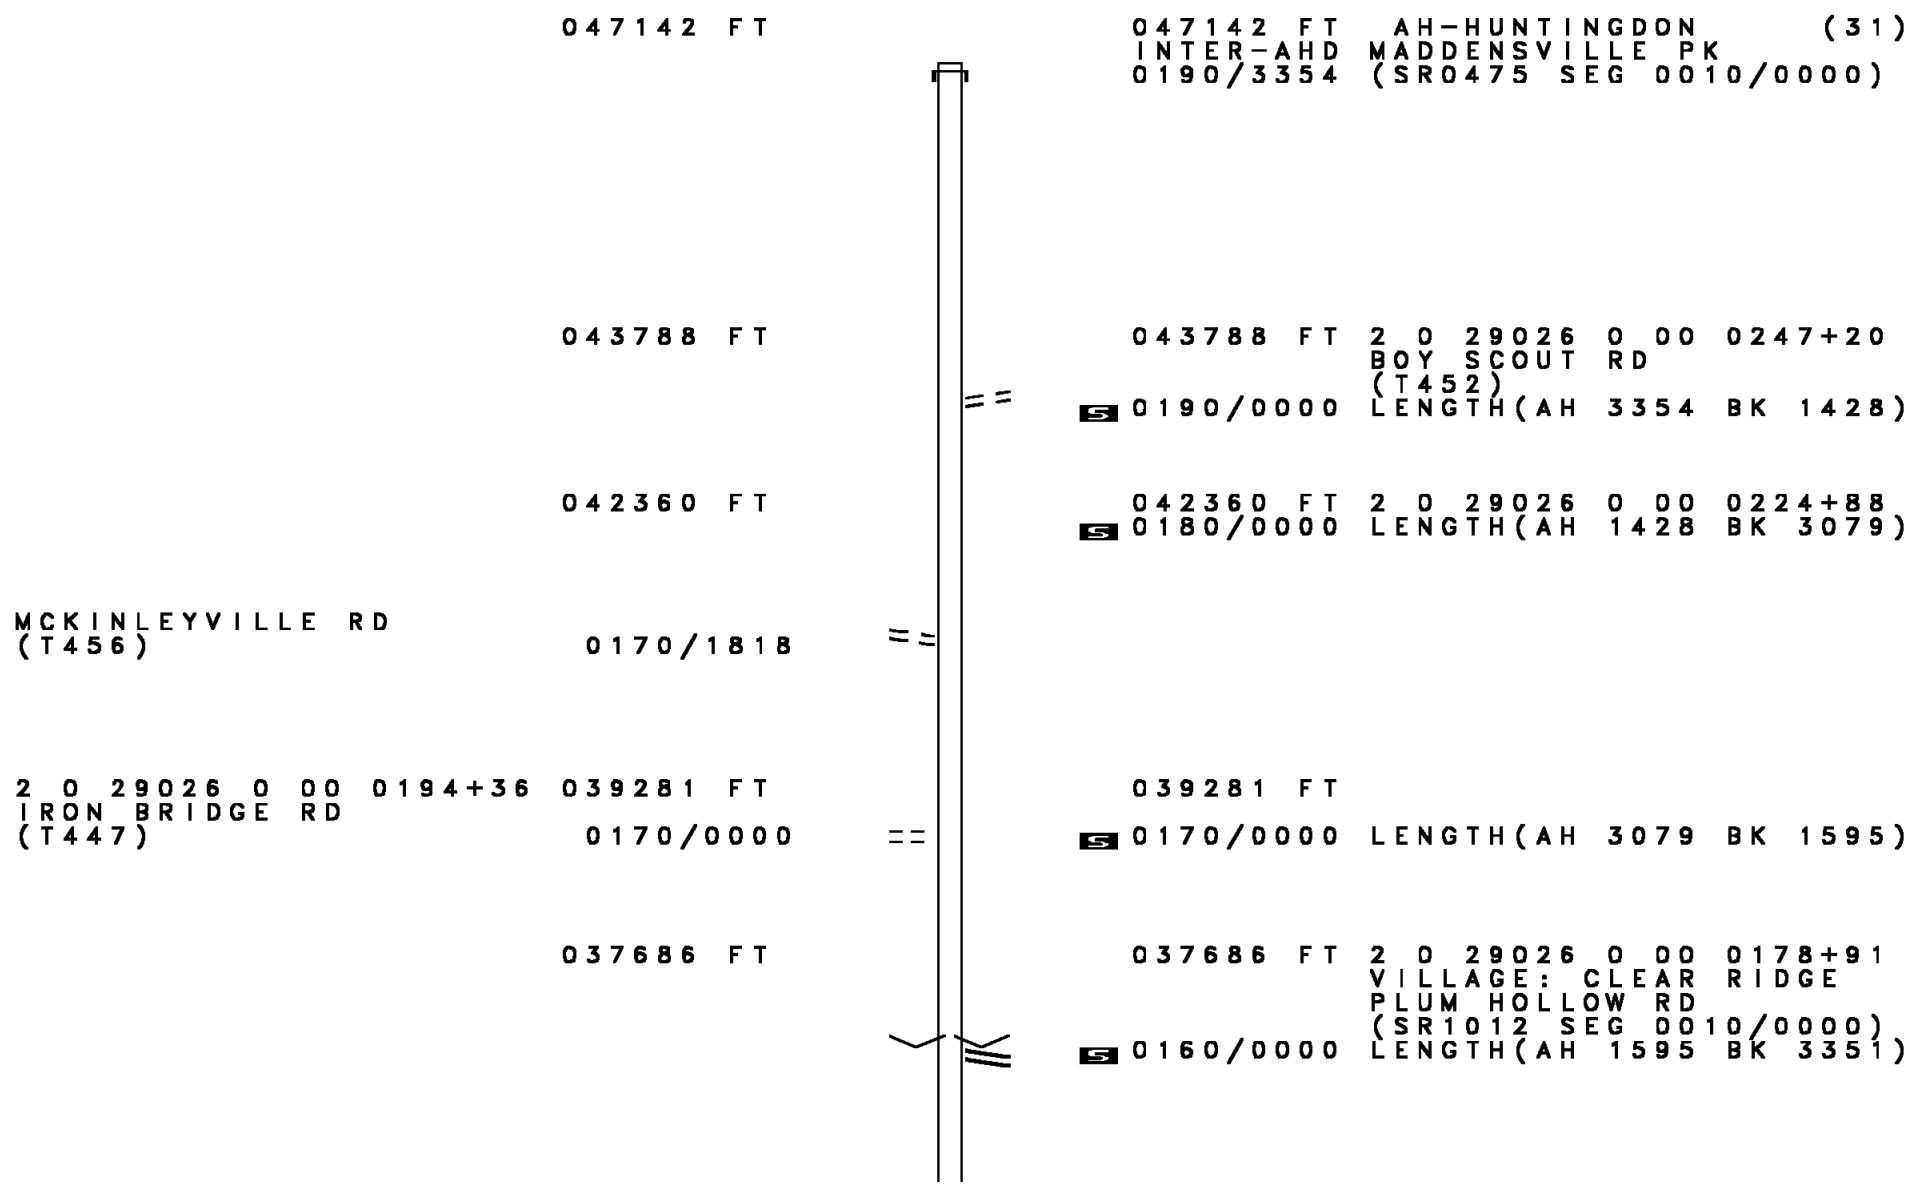 047142 FT 047142 FT AH-HUNTINGDON (31)
INTER-AHD MADDENSVILLE PK
0190/3354 (SR0475 SEG 0010/0000)
043788 FT 043788 FT 2 0 29026 0 00 0247+20
BOY SCOUT RD
(T452)
S 0190/0000 LENGTH(AH 3354 BK 1428)
042360 FT 042360 FT 2 0 29026 0 00 0224+88
S 0180/0000 LENGTH(AH 1428 BK 3079)
MCKINLEYVILLE RD
(T456) 0170/1818
2 0 29026 0 00 0194+36 039281 FT 039281 FT
IRON BRIDGE RD
(T447) 0170/0000 S 0170/0000 LENGTH(AH 3079 BK 1595)
037686 FT 037686 FT 2 0 29026 0 00 0178+91
VILLAGE: CLEAR RIDGE
PLUM HOLLOW RD
(SR1012 SEG 0010/0000)
S 0160/0000 LENGTH(AH 1595 BK 3351)